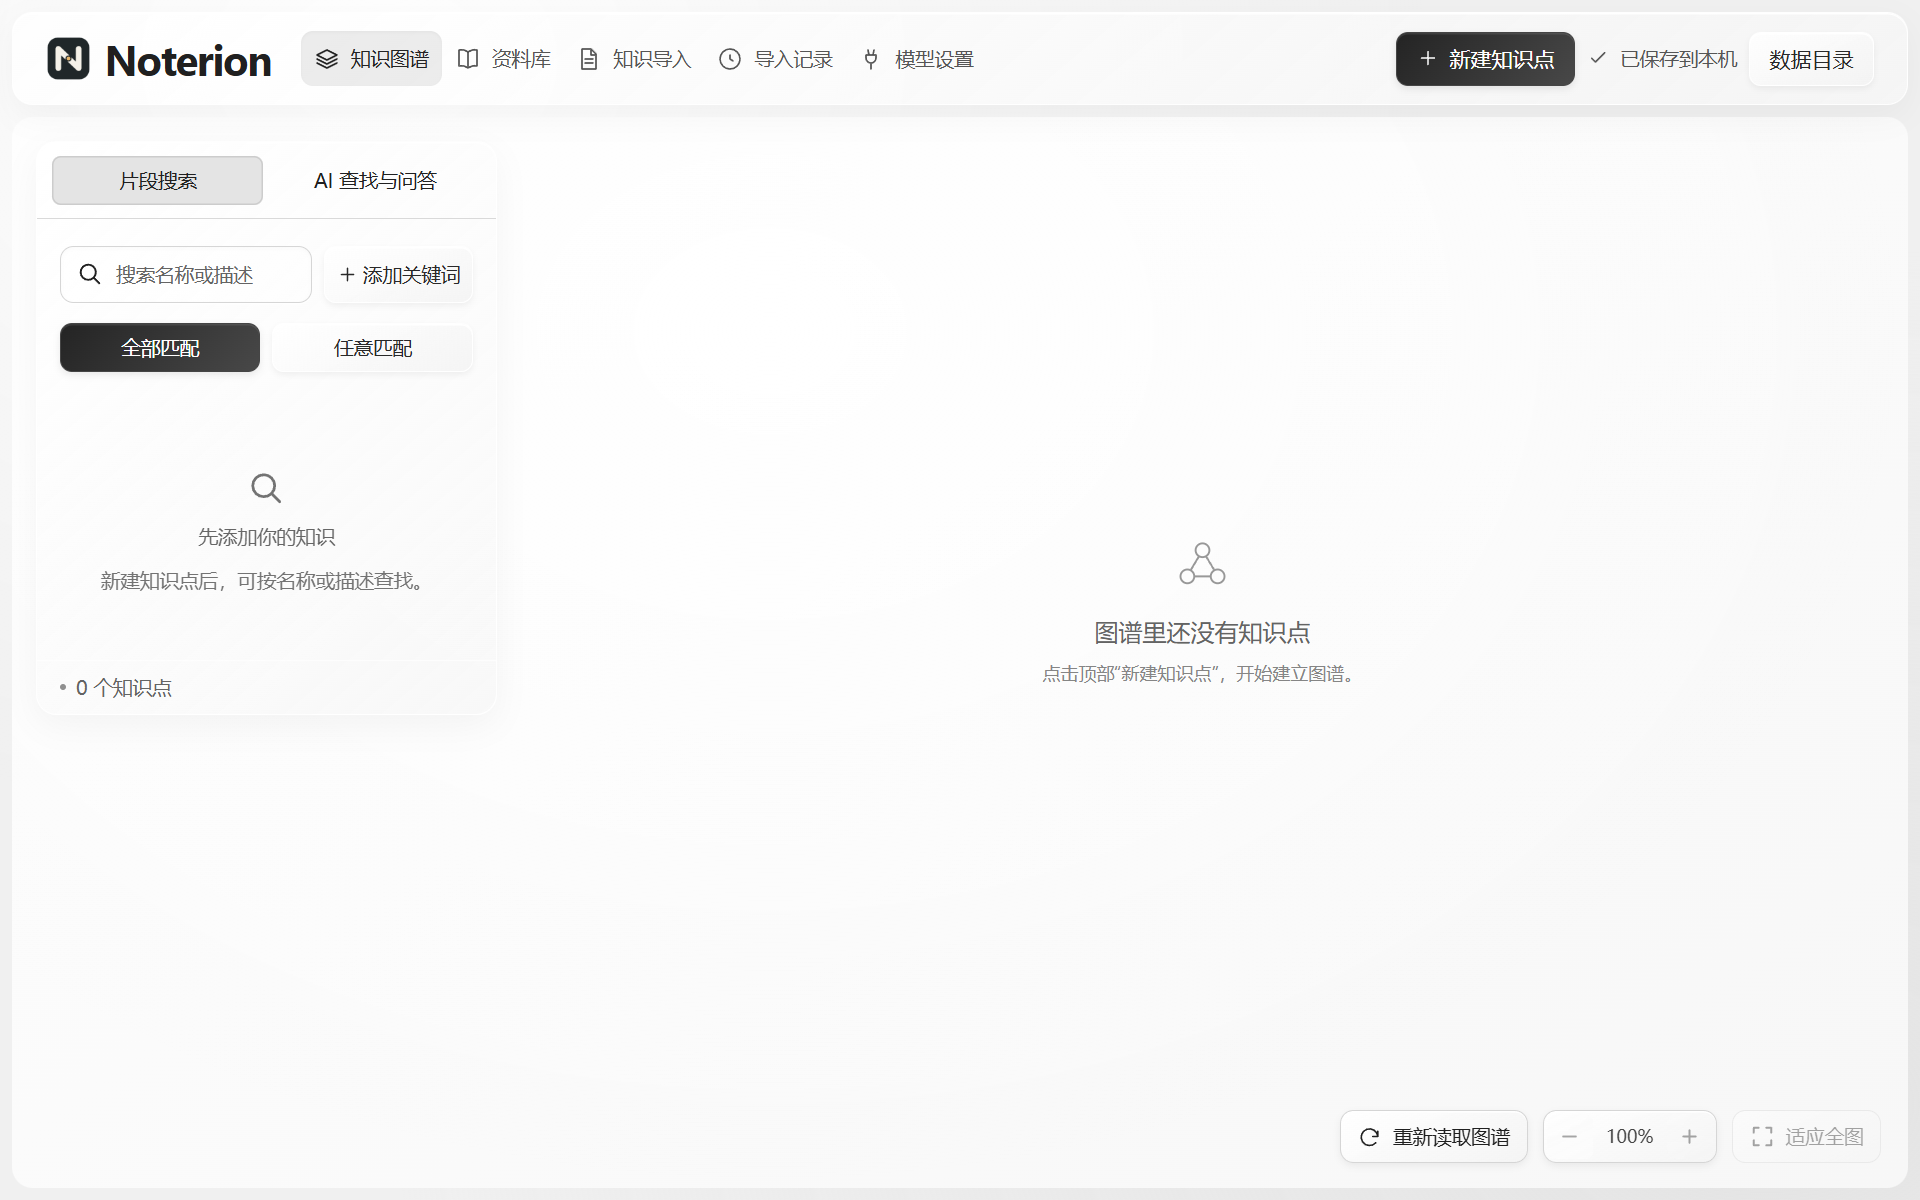 Noterion
知识图谱
资料库
知识导入
导入记录
模型设置
新建知识点
已保存到本机
数据目录
片段搜索
AI 查找与问答
搜索名称或描述
添加关键词
全部匹配
任意匹配
先添加你的知识
新建知识点后，可按名称或描述查找。
• 0 个知识点
图谱里还没有知识点
点击顶部“新建知识点”，开始建立图谱。
重新读取图谱
100%
适应全图